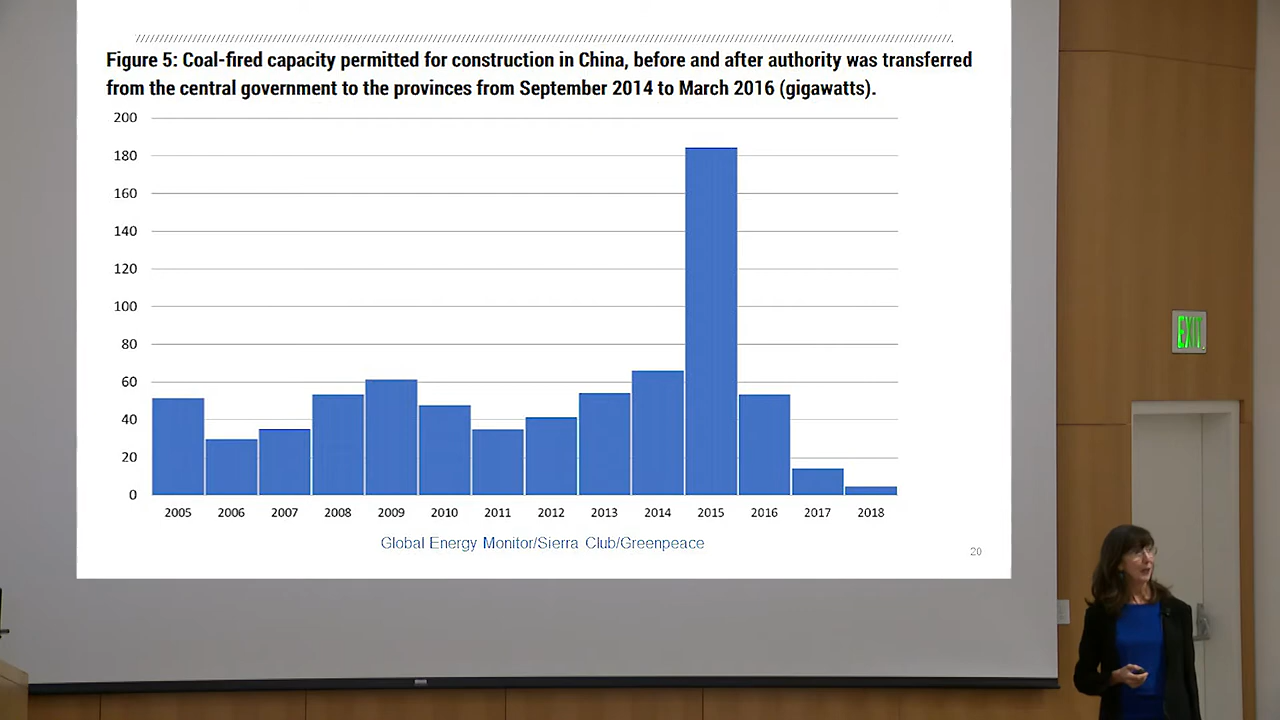 Figure 5: Coal-fired capacity permitted for construction in China, before and after authority was transferred
from the central government to the provinces from September 2014 to March 2016 (gigawatts).
200
180
160
140
120
100
80
60
40
20
0
2005 2006 2007 2008 2009 2010 2011 2012 2013 2014 2015 2016 2017 2018
Global Energy Monitor/Sierra Club/Greenpeace
20
EXIT